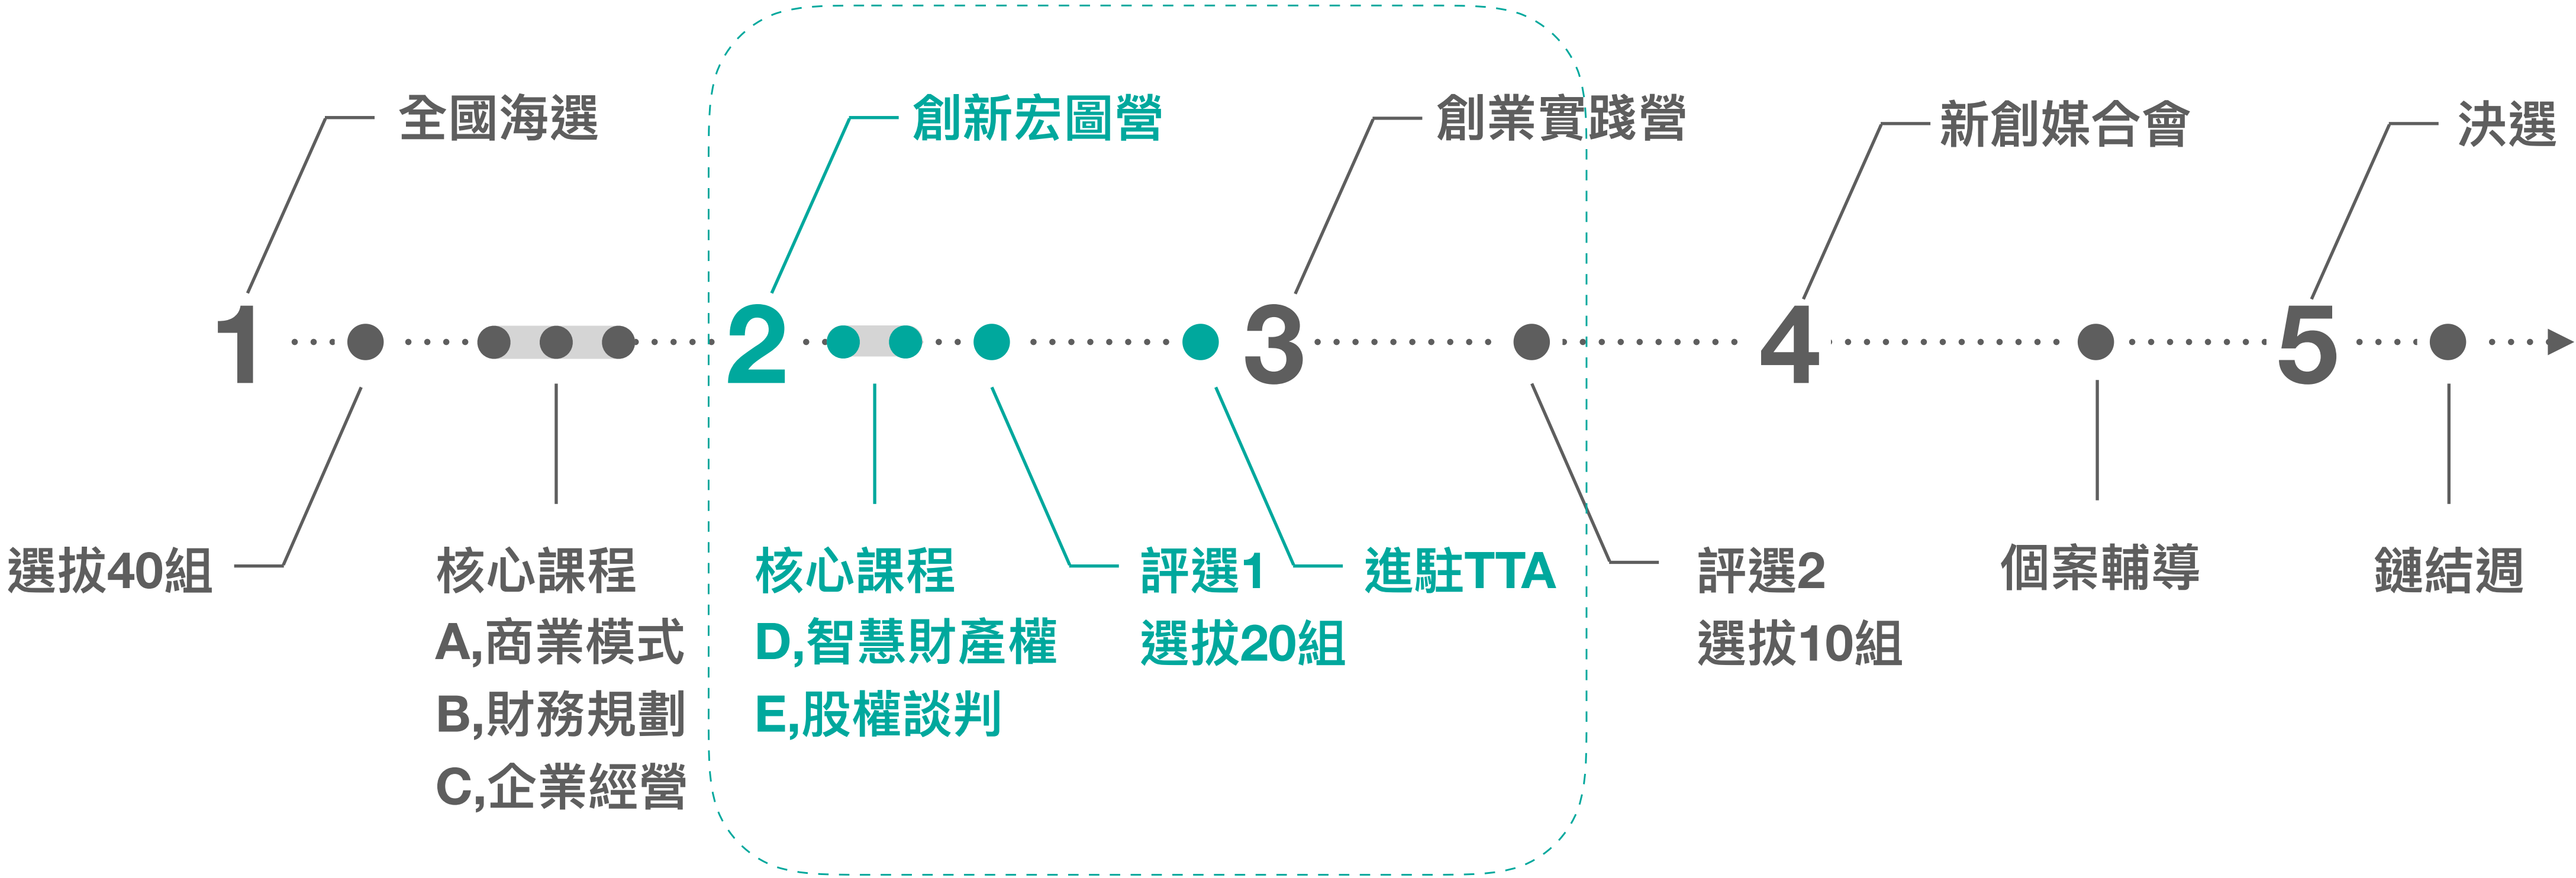 全國海選
創新宏圖營
創業實踐營
新創媒合會
決選
1
2
3
4
5
選拔40組
核心課程
A,商業模式
B,財務規劃
C,企業經營
核心課程
D,智慧財產權
E,股權談判
評選1
選拔20組
進駐TTA
評選2
選拔10組
個案輔導
鏈結週